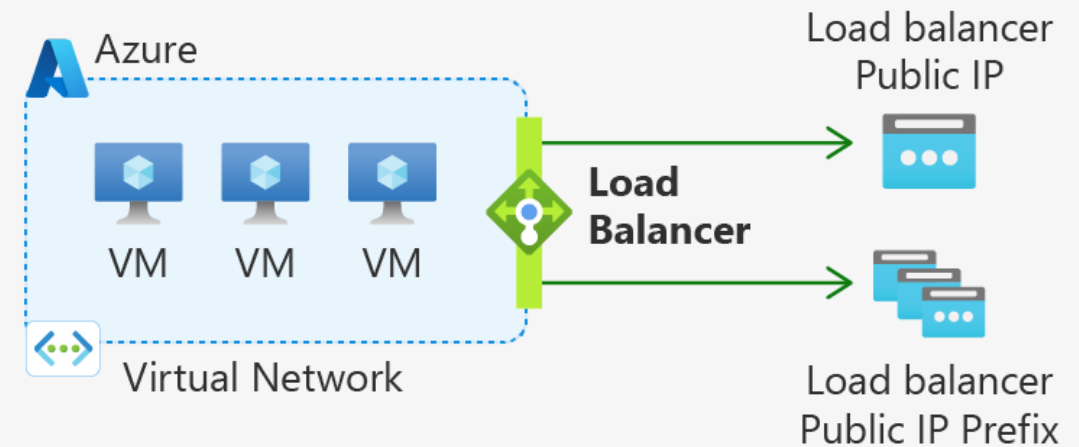 Azure
VM
VM
VM
Virtual Network
Load
Balancer
Load balancer
Public IP
Load balancer
Public IP Prefix